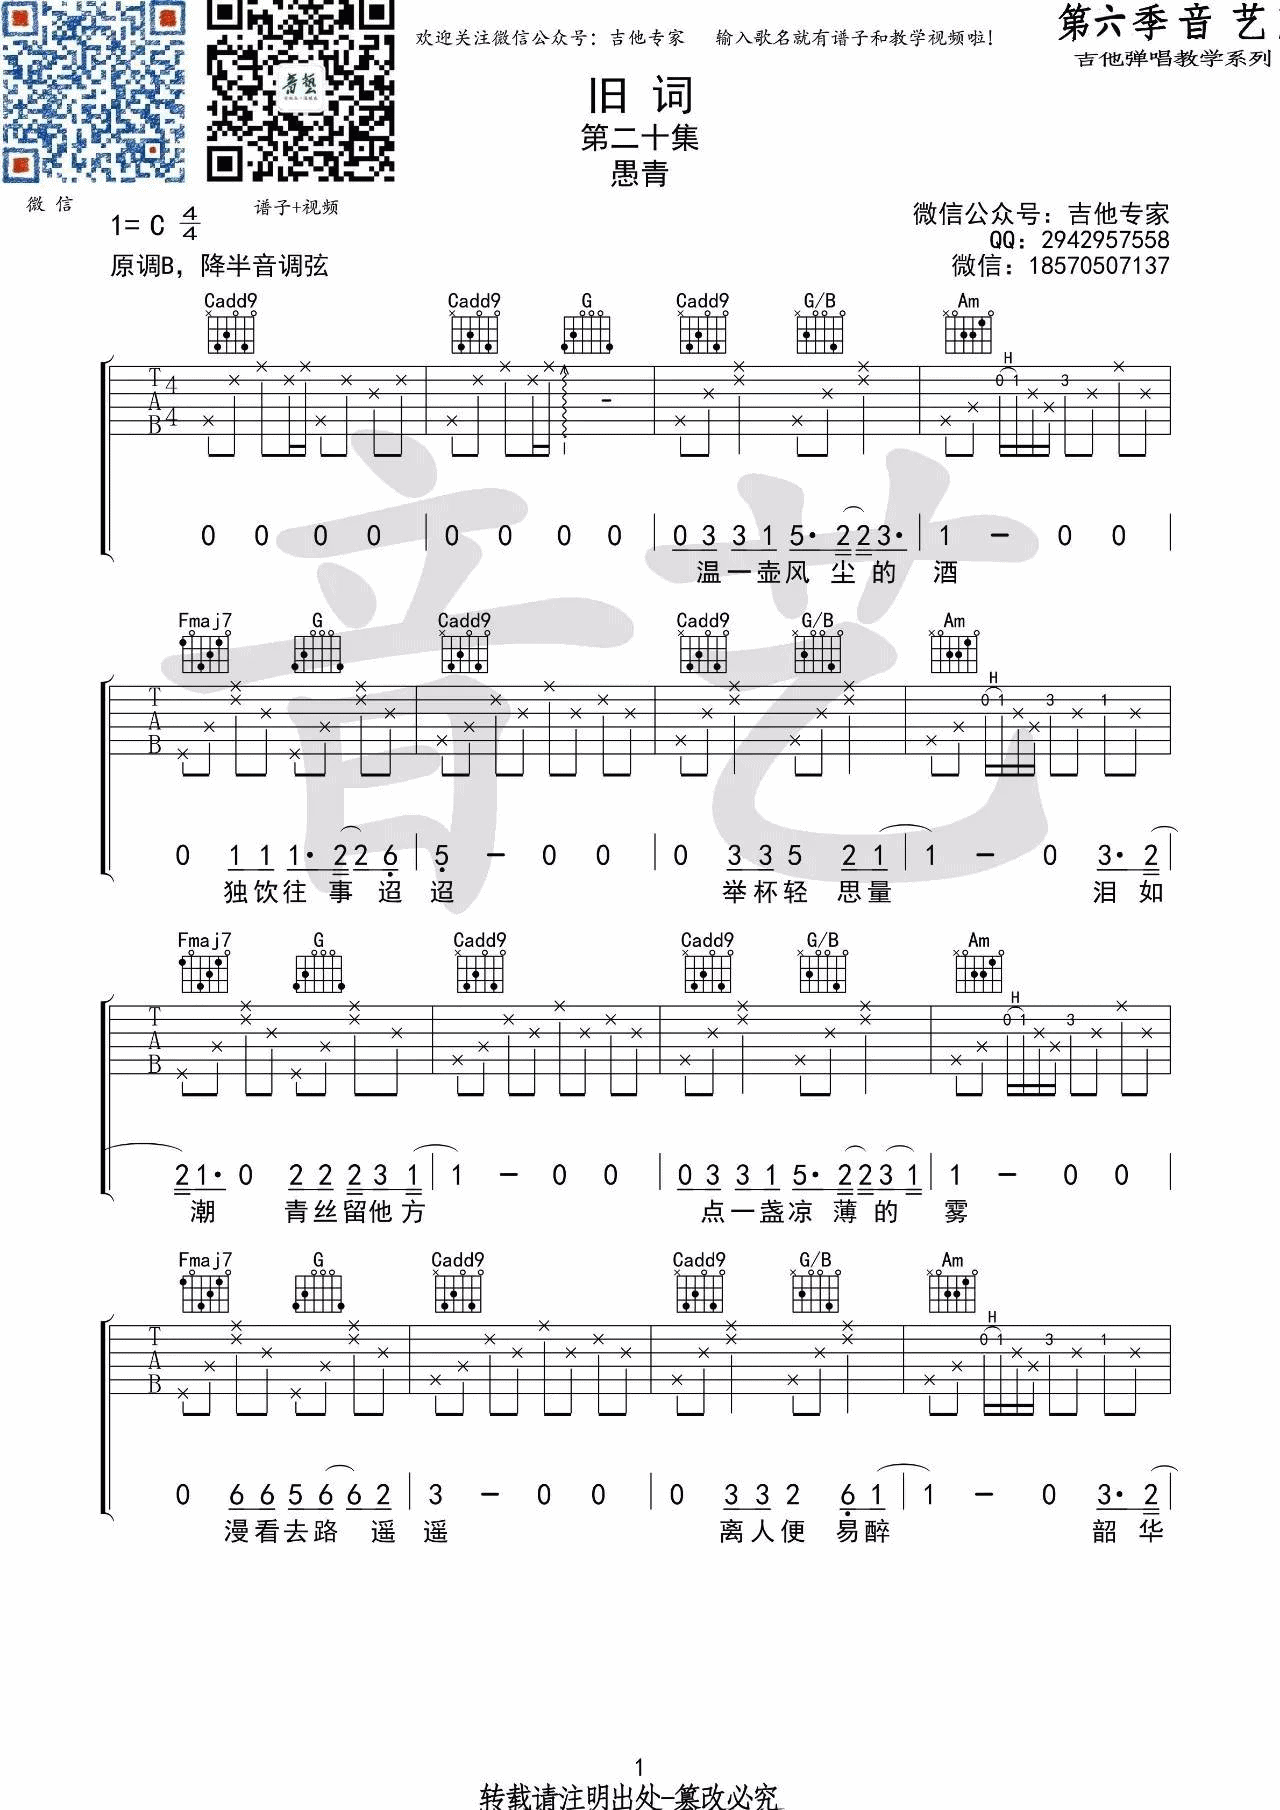 欢迎关注微信公众号：吉他专家 输入歌名就有谱子和教学视频啦！
第六季音艺
吉他弹唱教学系列
旧 词
第二十集
愚青
微 信
谱子+视频
1= C 4/4
原调B，降半音调弦
微信公众号：吉他专家
QQ：2942957558
微信：18570507137
Cadd9 Cadd9 G Cadd9 G/B Am
H
T 4 0 1 3
A
B 4
0 0 0 0 0 0 0 0 0 3 3 1 5· 2 2 3· 1 － 0 0
温一壶风 尘 的 酒
Fmaj7 G Cadd9 Cadd9 G/B Am
H
T 0 1 3 1
A
B
0 1 1 1· 2 2 6 5 － 0 0 0 3 3 5 2 1 1 － 0 3· 2
独饮往 事 迢 迢 举杯轻 思量 泪 如
Fmaj7 G Cadd9 Cadd9 G/B Am
H
T 0 1 3
A
B
2 1· 0 2 2 2 3 1 1 － 0 0 0 3 3 1 5· 2 2 3 1 1 － 0 0
潮 青丝留他方 点一盏凉 薄 的 雾
Fmaj7 G Cadd9 Cadd9 G/B Am
H
T 0 1 3 1
A
B
0 6 6 5 6 6 2 3 － 0 0 0 3 3 2 6 1 1 － 0 3· 2
漫看去路 遥 遥 离人便 易醉 韶 华
音艺
1
转载请注明出处-篡改必究